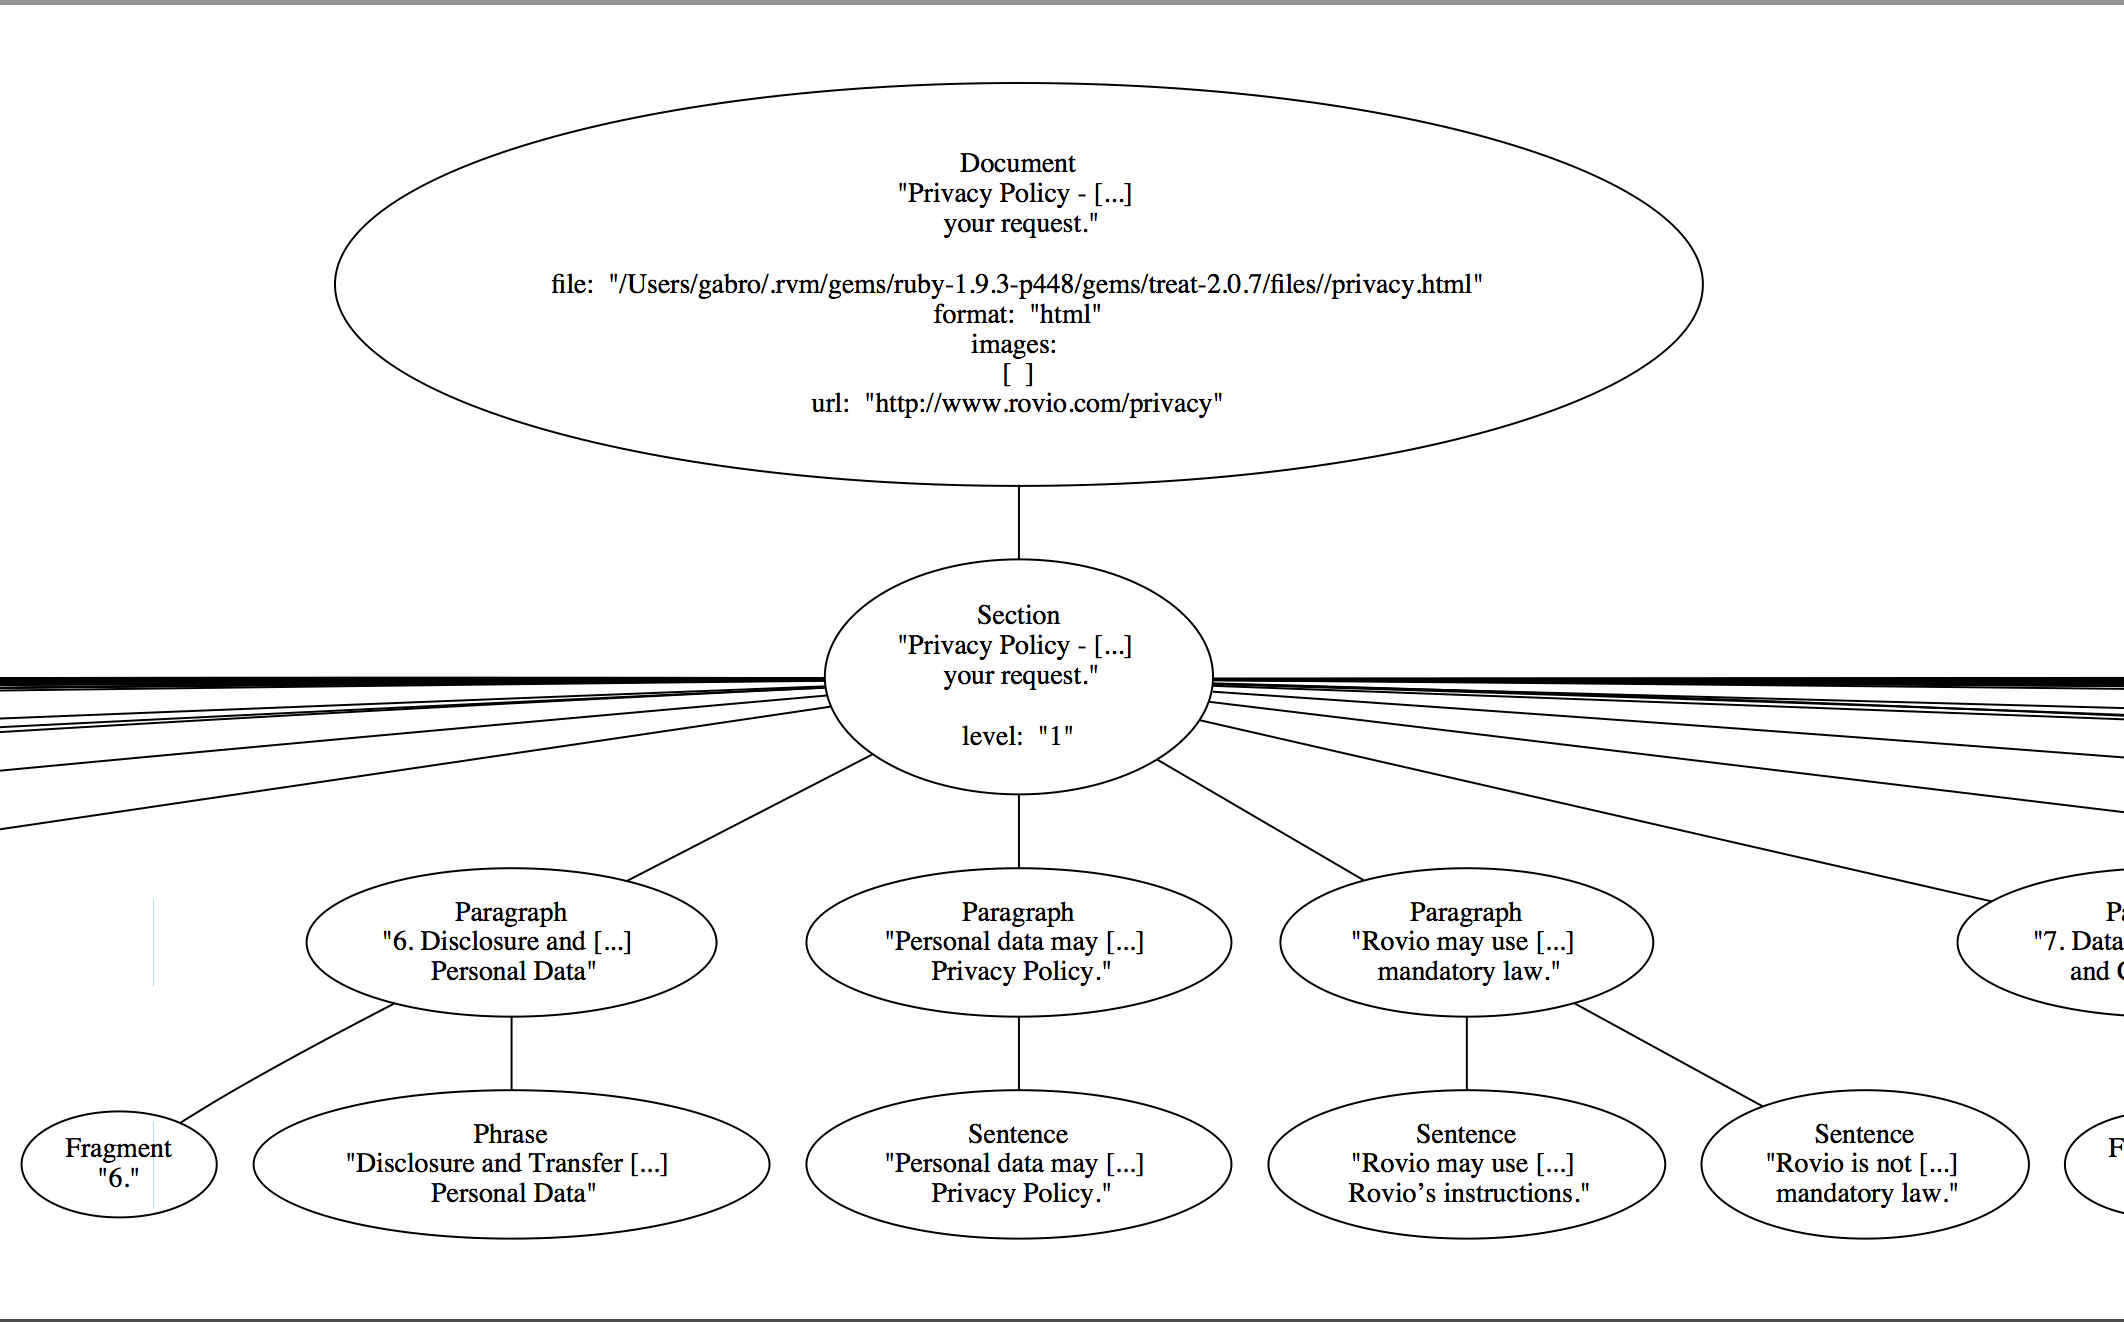 Document
"Privacy Policy - [...]
your request."
file: "/Users/gabro/.rvm/gems/ruby-1.9.3-p448/gems/treat-2.0.7/files//privacy.html"
format: "html"
images:
[ ]
url: "http://www.rovio.com/privacy"
Section
"Privacy Policy - [...]
your request."
level: "1"
Paragraph
"6. Disclosure and [...]
Personal Data"
Paragraph
"Personal data may [...]
Privacy Policy."
Paragraph
"Rovio may use [...]
mandatory law."
"7. Data
and
Fragment
"6."
Phrase
"Disclosure and Transfer [...]
Personal Data"
Sentence
"Personal data may [...]
Privacy Policy."
Sentence
"Rovio may use [...]
Rovio’s instructions."
Sentence
"Rovio is not [...]
mandatory law."